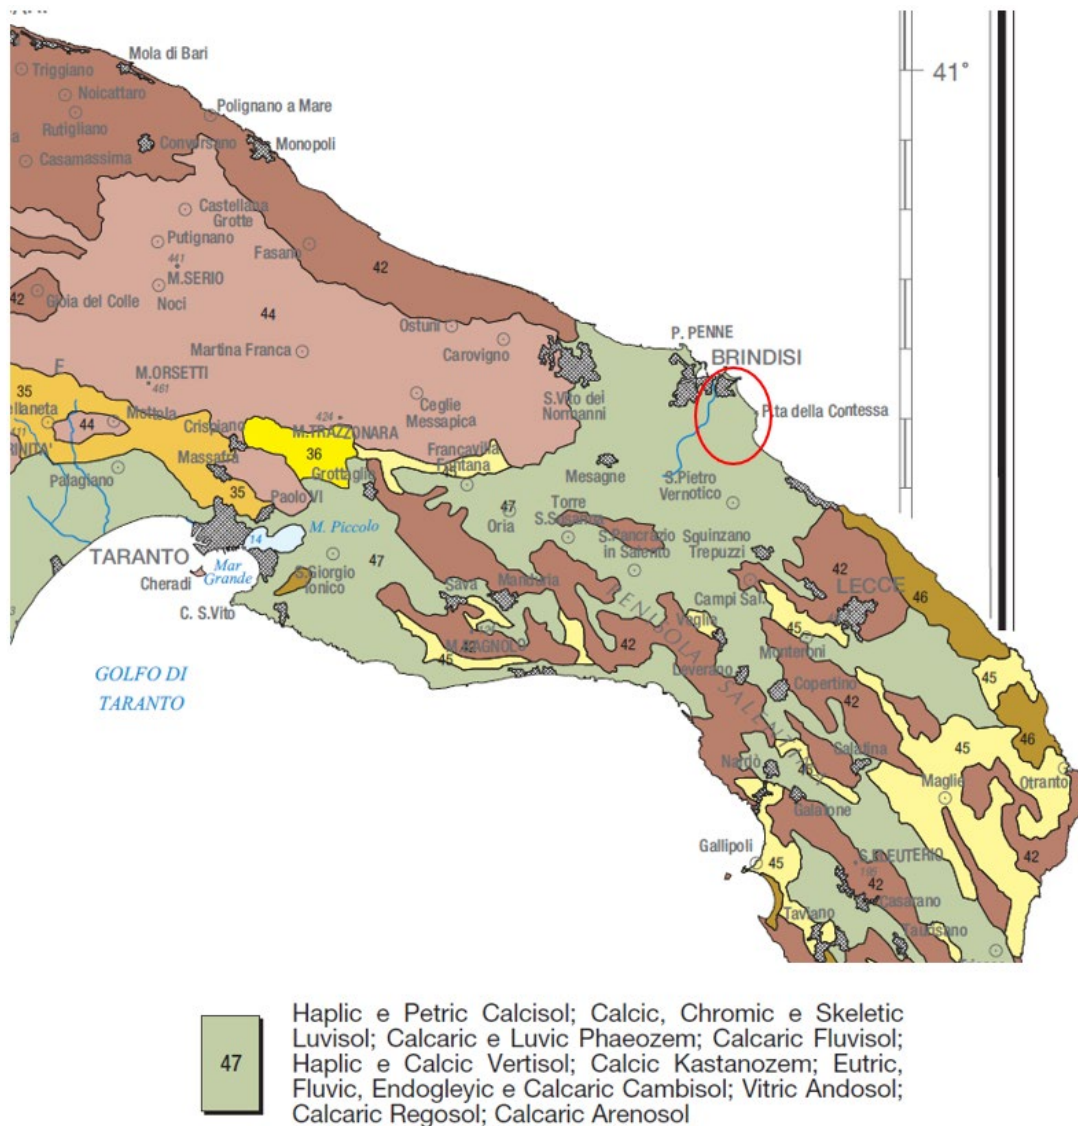 Mola di Bari
Triggiano
41°
Noicattaro
Polignano a Mare
Rutigliano
Conversano
Monopoli
Casamassima
Castellana
Grotte
Putignano
Fasano
441
42
M.SERIO
42
Gioia del Colle
Noci
44
Ostuni
P. PENNE
Carovigno
BRINDISI
Martina Franca
M.ORSETTI
35
461
S.Vito dei
Normanni
Ceglie
Messapica
P.ta della Contessa
Mottola
424
44
Crispiano
M.TRAZZONARA
Francavilla
Fontana
36
Massafra
Grottaglie
Mesagne
S.Pietro
Vernotico
Palagiano
35
Paolo VI
47
Torre
S.Susanna
Oria
M. Piccolo
S.Pancrazio
in Salento
Squinzano
Trepuzzi
TARANTO
14
47
Mar
Grande
42
Cheradi
S.Giorgio
Ionico
Sava
Manduria
LECCE
46
Campi Sal.
C. S.Vito
PENISOLA SALENTINA
Veglie
45
42
Monteroni
45
Leverano
45
GOLFO DI
TARANTO
Copertino
42
46
45
Salatina
Nardò
45
Maglie
Otranto
Galatone
Gallipoli
S.ELEUTERIO
195
42
45
42
Casarano
Taviano
Taurisano
47
Haplic e Petric Calcisol; Calcic, Chromic e Skeletic
Luvisol; Calcaric e Luvic Phaeozem; Calcaric Fluvisol;
Haplic e Calcic Vertisol; Calcic Kastanozem; Eutric,
Fluvic, Endogleyic e Calcaric Cambisol; Vitric Andosol;
Calcaric Regosol; Calcaric Arenosol